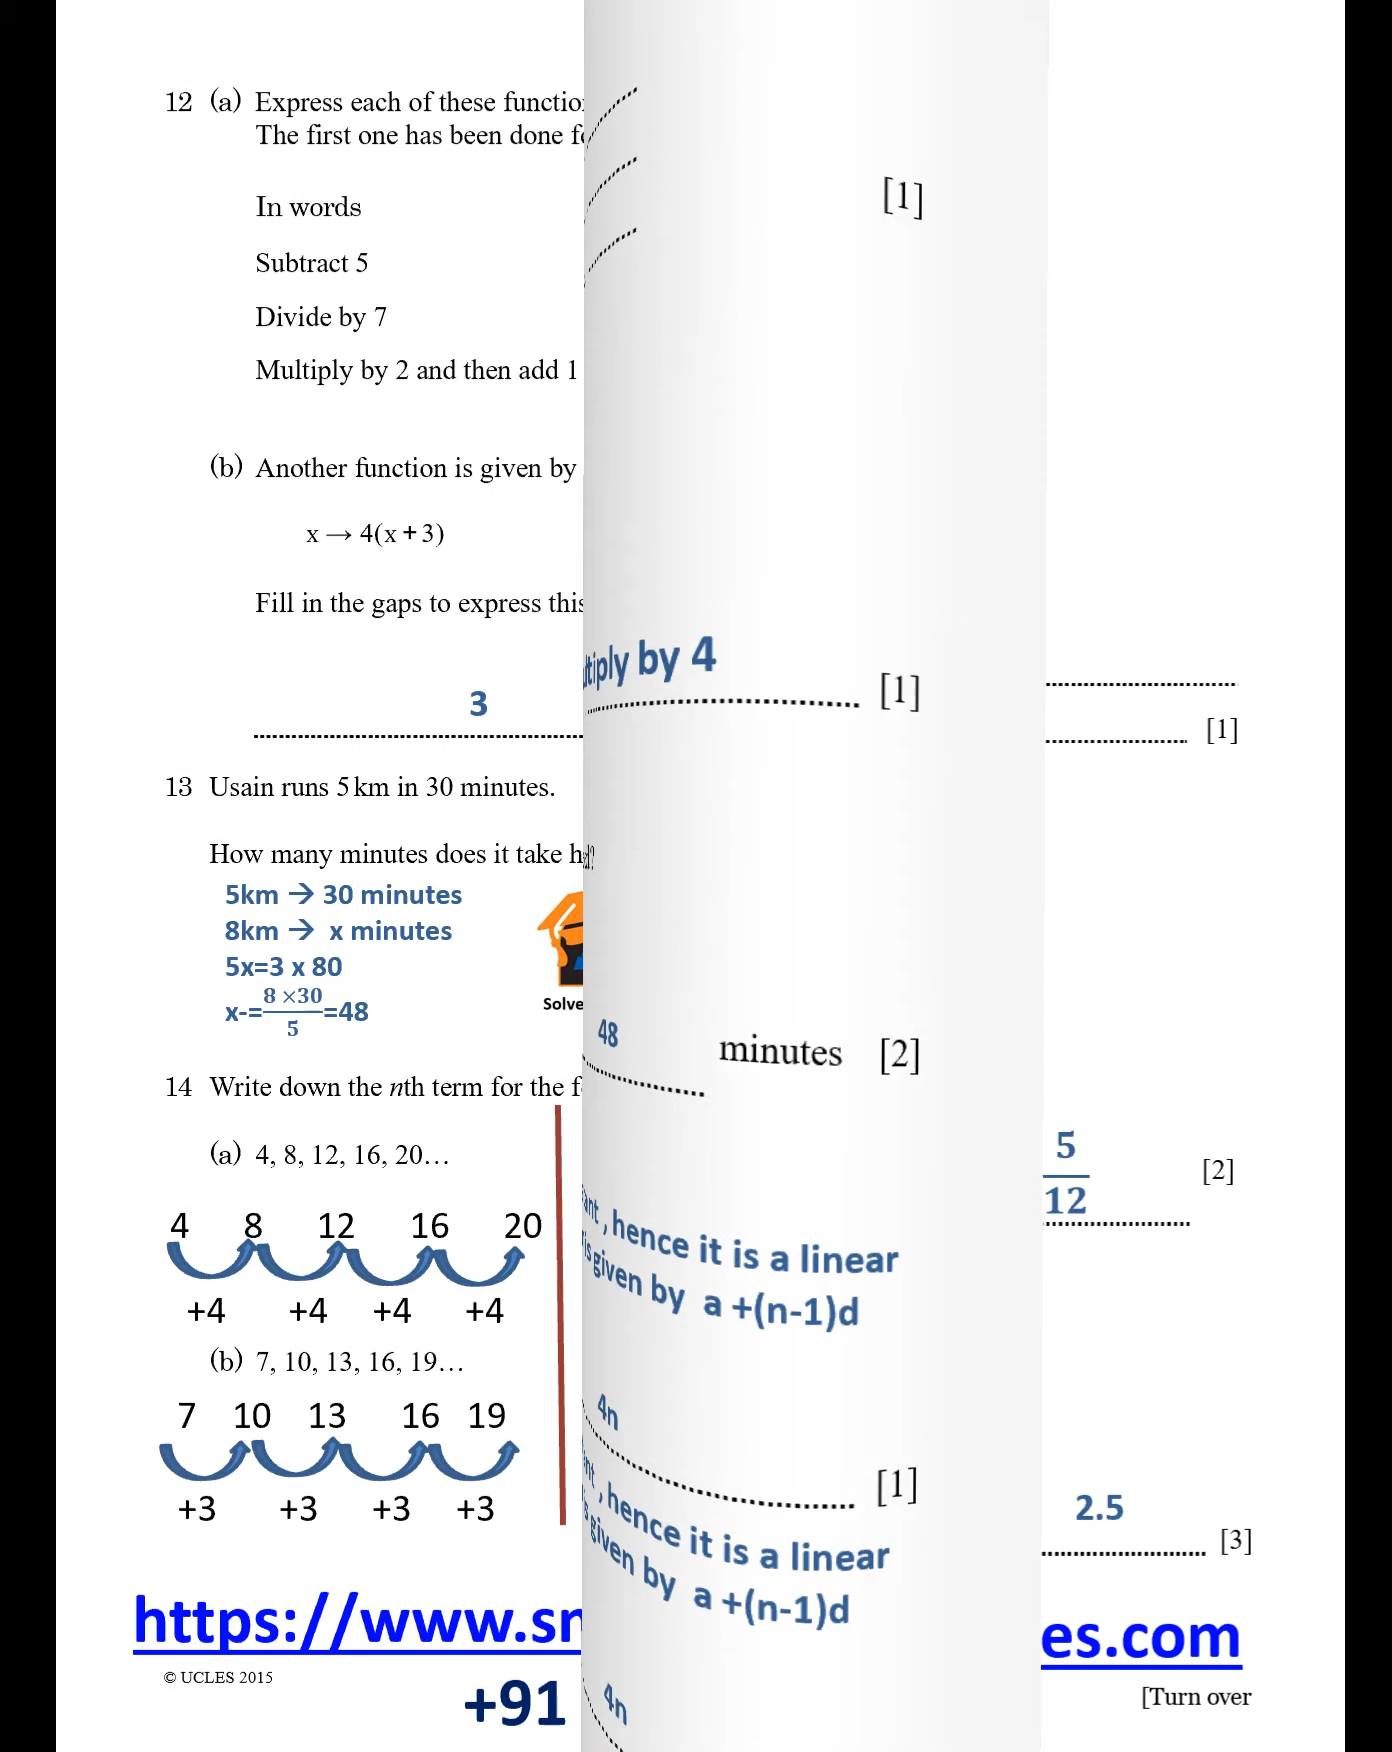 12 (a) Express each of these
The first one has been done
[1]
In words
Subtract 5
Divide by 7
Multiply by 2 and then add 1
(b) Another function is given by
x → 4(x + 3)
Fill in the gaps to express this
by 4
[1]
3
[1]
13 Usain runs 5 km in 30 minutes.
How many minutes does it take
5km → 30 minutes
8km → x minutes
5x=3 x 80
x-=8 ×30/5=48
48
minutes [2]
14 Write down the nth term for the
(a) 4, 8, 12, 16, 20…
5/12
[2]
4 8 12 16 20
+4 +4 +4 +4
, hence it is a linear
given by a +(n-1)d
(b) 7, 10, 13, 16, 19…
4n
[1]
7 10 13 16 19
+3 +3 +3 +3
, hence it is a linear
given by a +(n-1)d
2.5
[3]
https://www.
es.com
© UCLES 2015
+91
4n
[Turn over